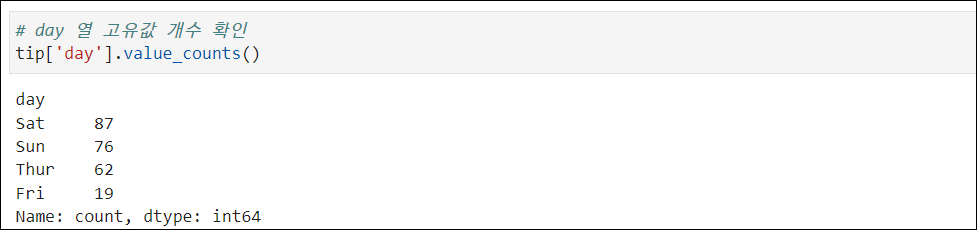 # day 열 고유값 개수 확인
tip['day'].value_counts()
day
Sat     87
Sun     76
Thur    62
Fri     19
Name: count, dtype: int64